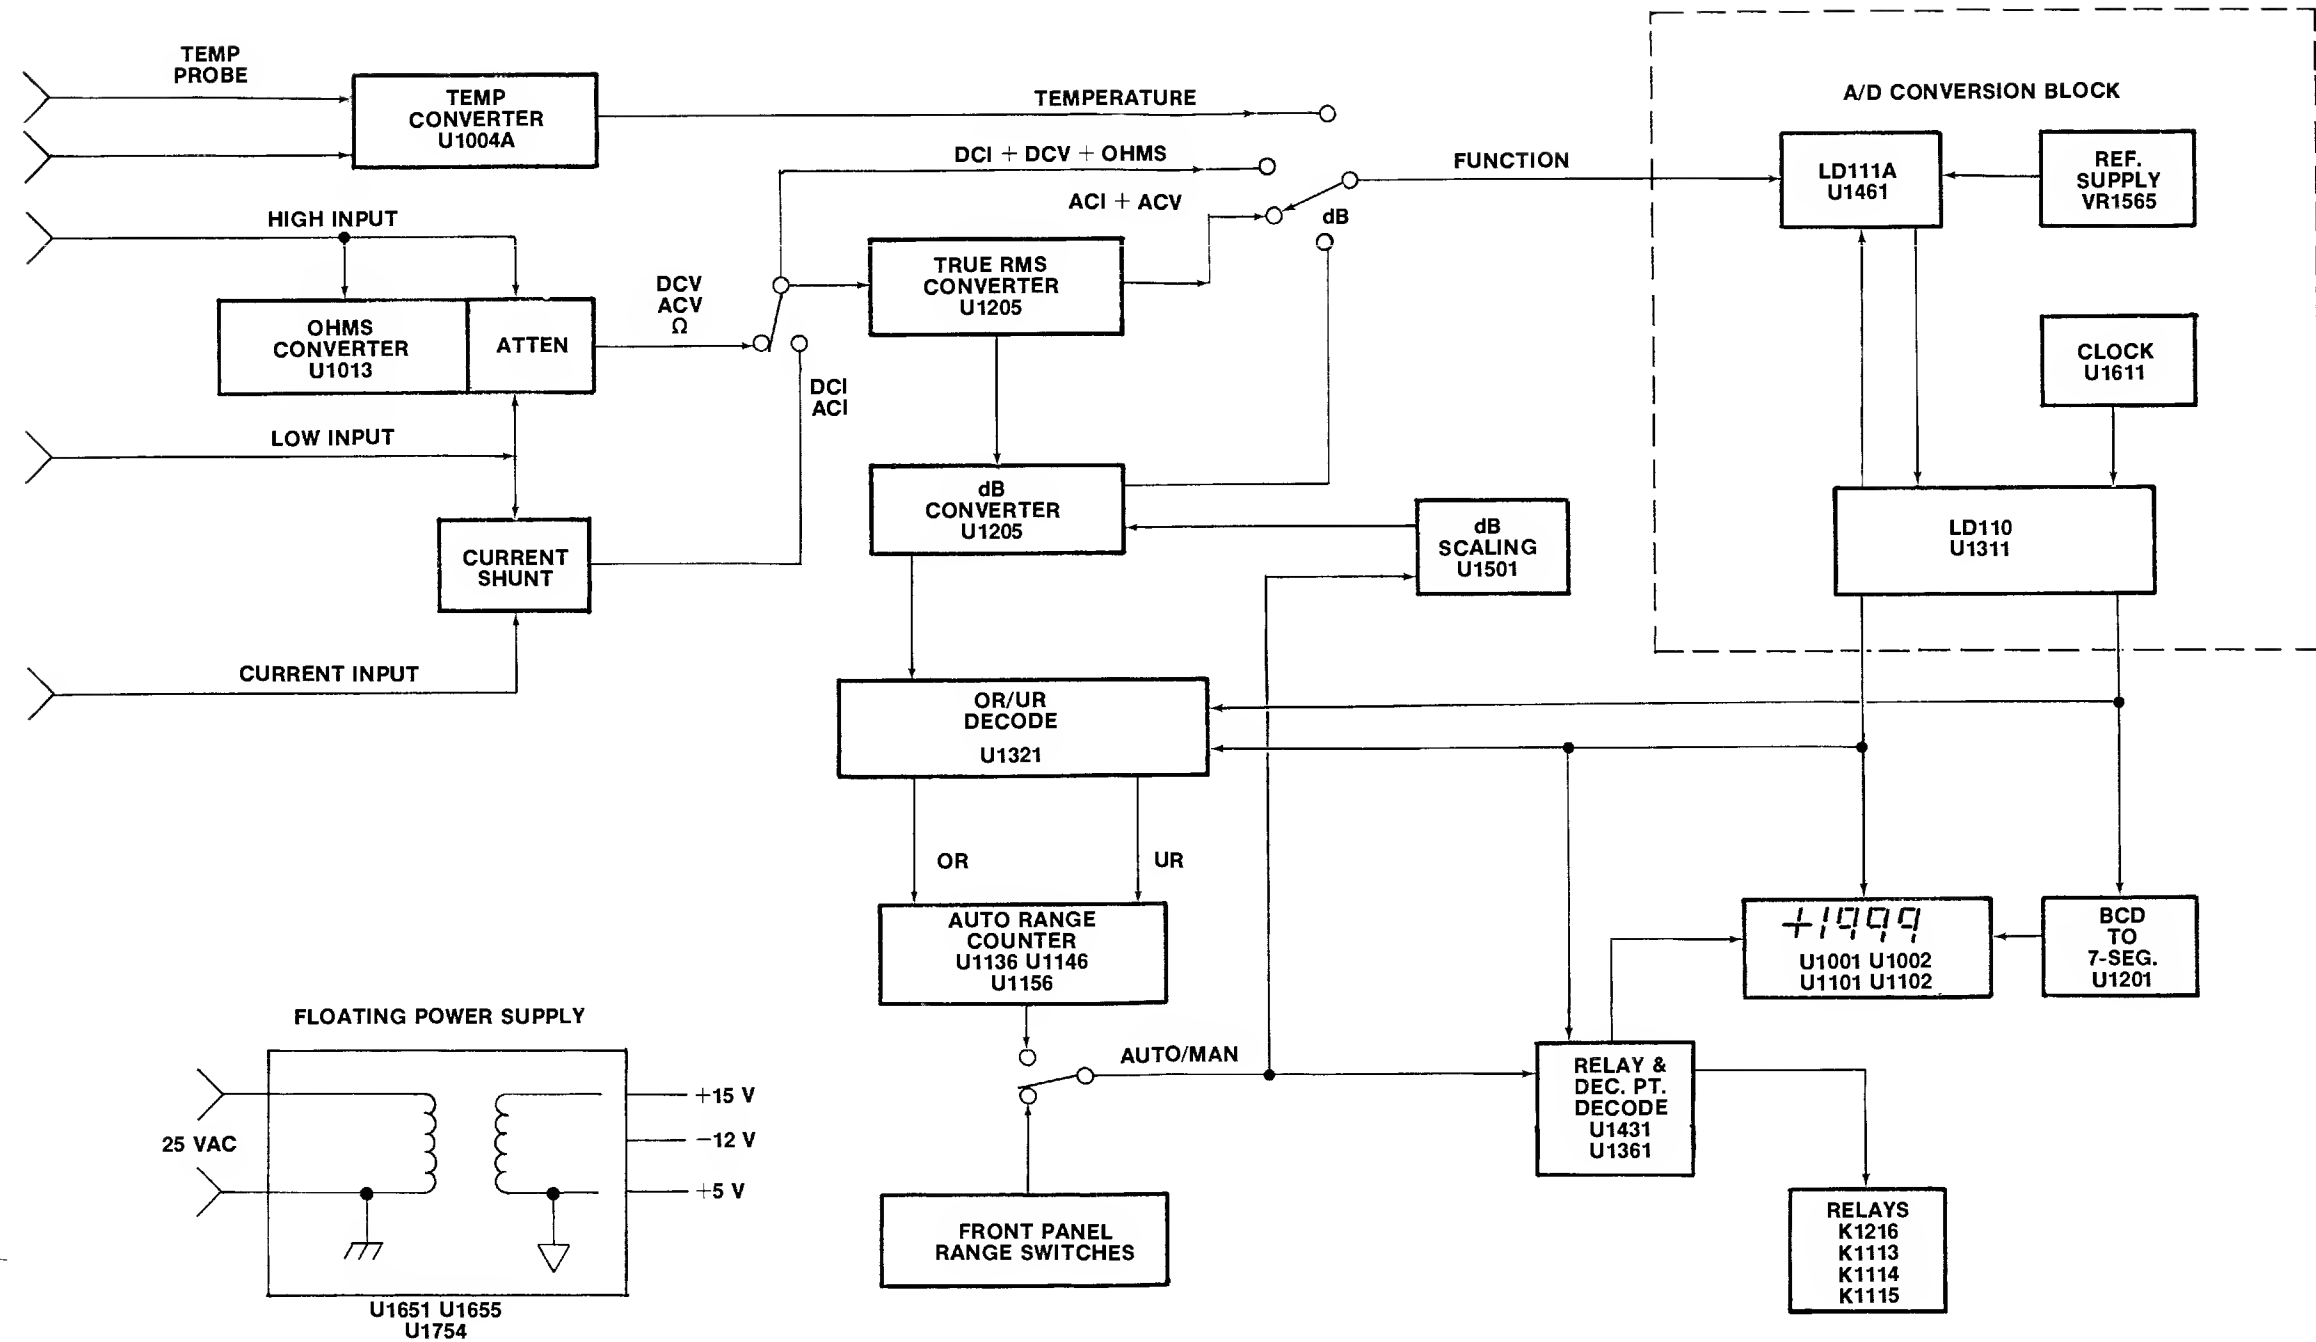 TEMP
PROBE
TEMP
CONVERTER
U1004A
TEMPERATURE
DCI + DCV + OHMS
ACI + ACV
FUNCTION
dB
A/D CONVERSION BLOCK
LD111A
U1461
REF.
SUPPLY
VR1565
HIGH INPUT
OHMS
CONVERTER
U1013
ATTEN
DCV
ACV
Ω
DCI
ACI
TRUE RMS
CONVERTER
U1205
CLOCK
U1611
LOW INPUT
dB
CONVERTER
U1205
dB
SCALING
U1501
LD110
U1311
CURRENT
SHUNT
CURRENT INPUT
OR/UR
DECODE
U1321
OR
UR
AUTO RANGE
COUNTER
U1136 U1146
U1156
+1999
U1001 U1002
U1101 U1102
BCD
TO
7-SEG.
U1201
AUTO/MAN
RELAY &
DEC. PT.
DECODE
U1431
U1361
FLOATING POWER SUPPLY
25 VAC
+15 V
−12 V
+5 V
U1651 U1655
U1754
FRONT PANEL
RANGE SWITCHES
RELAYS
K1216
K1113
K1114
K1115